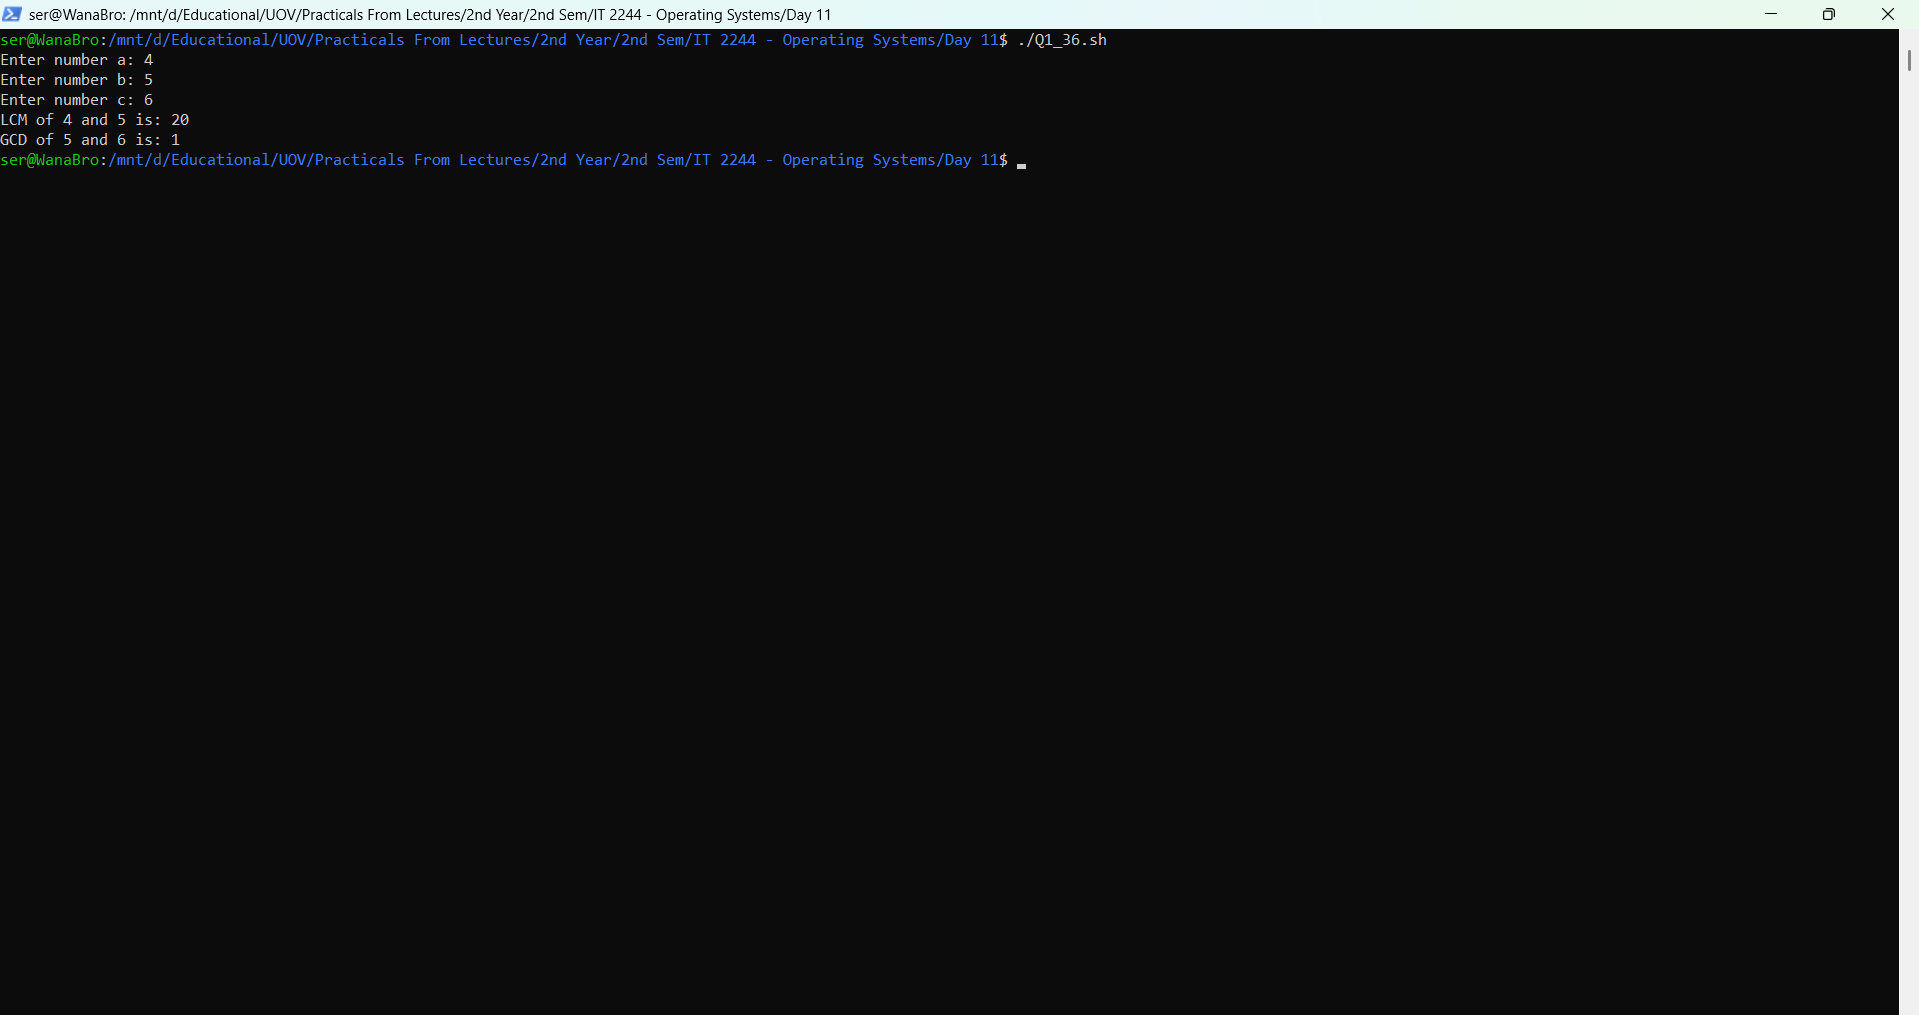 ser@WanaBro: /mnt/d/Educational/UOV/Practicals From Lectures/2nd Year/2nd Sem/IT 2244 - Operating Systems/Day 11
ser@WanaBro:/mnt/d/Educational/UOV/Practicals From Lectures/2nd Year/2nd Sem/IT 2244 - Operating Systems/Day 11$ ./Q1_36.sh
Enter number a: 4
Enter number b: 5
Enter number c: 6
LCM of 4 and 5 is: 20
GCD of 5 and 6 is: 1
ser@WanaBro:/mnt/d/Educational/UOV/Practicals From Lectures/2nd Year/2nd Sem/IT 2244 - Operating Systems/Day 11$